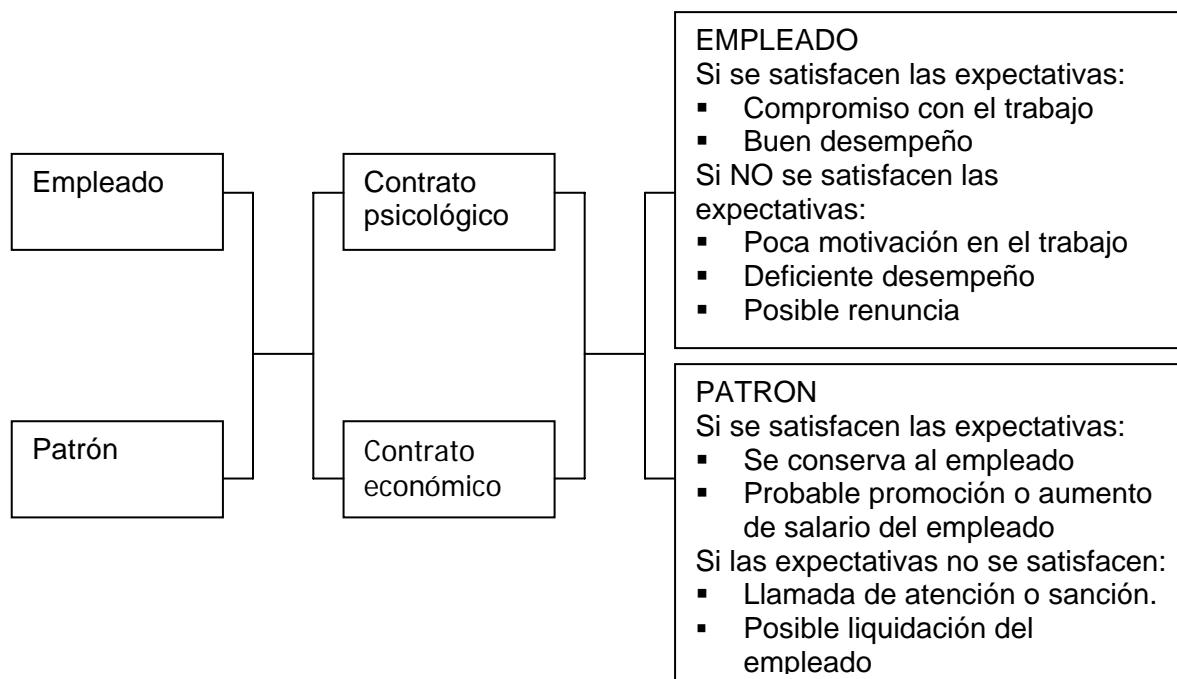 Empleado
Patrón
Contrato
psicológico
Contrato
económico
EMPLEADO
Si se satisfacen las expectativas:
▪ Compromiso con el trabajo
▪ Buen desempeño
Si NO se satisfacen las
expectativas:
▪ Poca motivación en el trabajo
▪ Deficiente desempeño
▪ Posible renuncia
PATRON
Si se satisfacen las expectativas:
▪ Se conserva al empleado
▪ Probable promoción o aumento
de salario del empleado
Si las expectativas no se satisfacen:
▪ Llamada de atención o sanción.
▪ Posible liquidación del
empleado